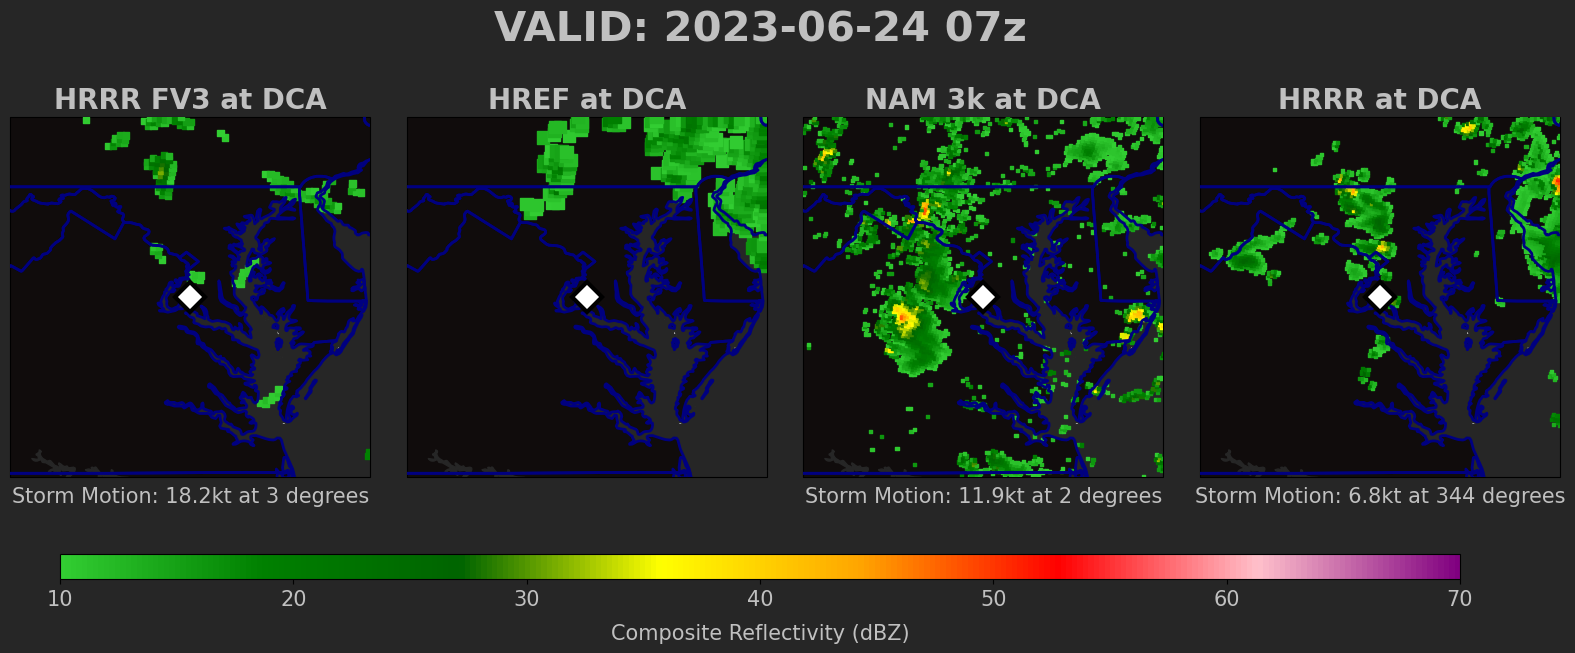 VALID: 2023-06-24 07z
HRRR FV3 at DCA
HREF at DCA
NAM 3k at DCA
HRRR at DCA
Storm Motion: 18.2kt at 3 degrees
Storm Motion: 11.9kt at 2 degrees
Storm Motion: 6.8kt at 344 degrees
10 20 30 40 50 60 70
Composite Reflectivity (dBZ)